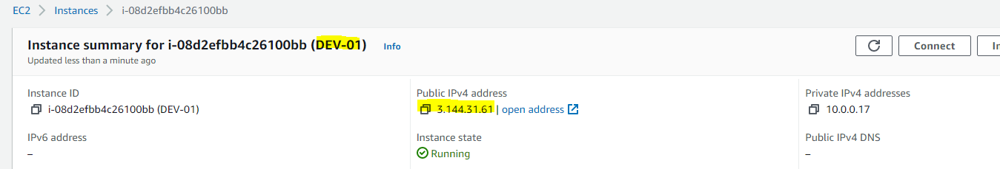 EC2 > Instances > i-08d2efbb4c26100bb
Instance summary for i-08d2efbb4c26100bb (DEV-01) Info
Connect
Updated less than a minute ago
Instance ID
i-08d2efbb4c26100bb (DEV-01)
Public IPv4 address
3.144.31.61 | open address
Private IPv4 addresses
10.0.0.17
IPv6 address
–
Instance state
Running
Public IPv4 DNS
–